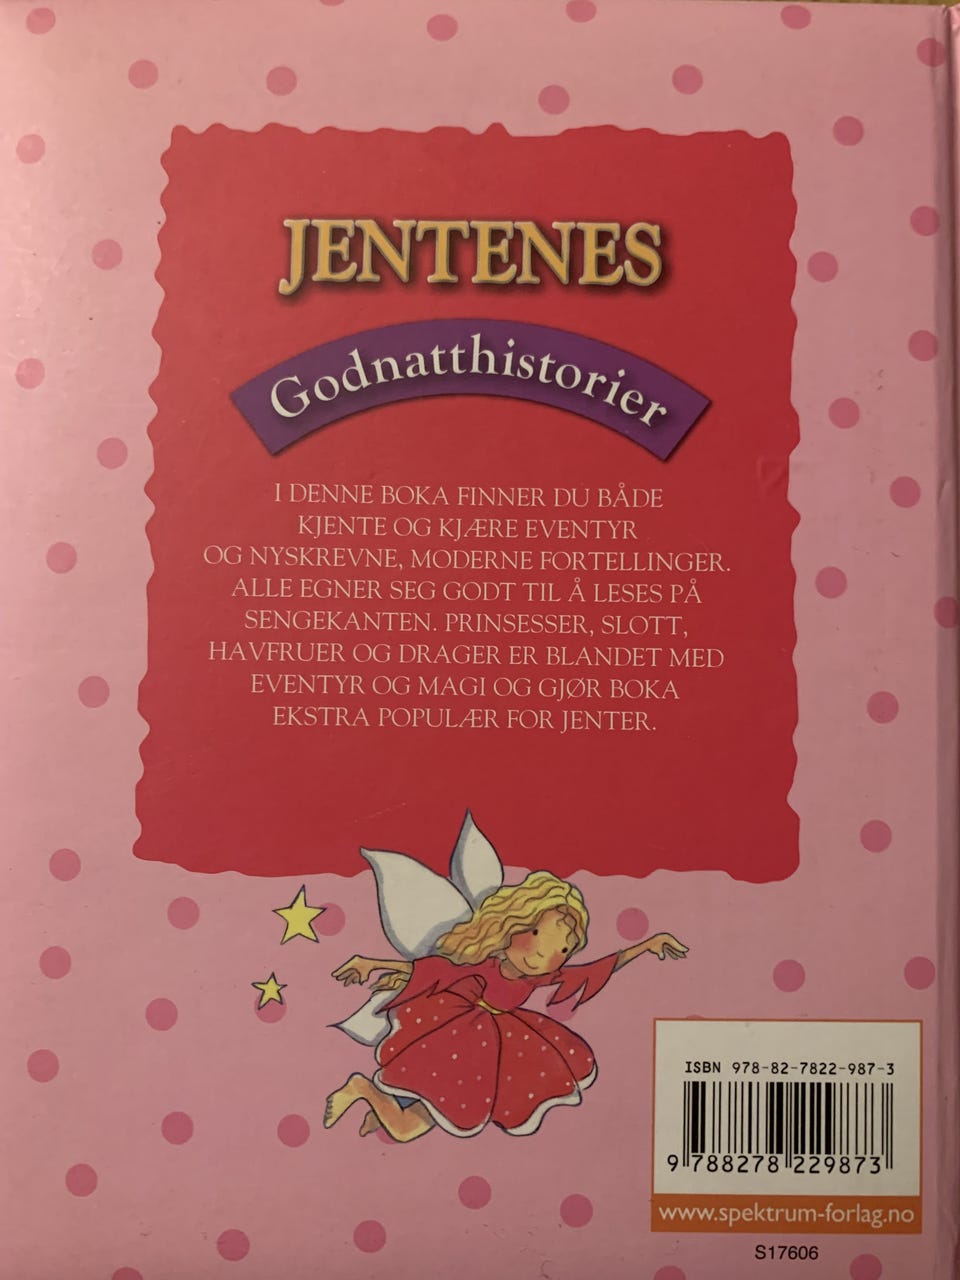 JENTENES
Godnatthistorier
I DENNE BOKA FINNER DU BÅDE
KJENTE OG KJÆRE EVENTYR
OG NYSKREVNE, MODERNE FORTELLINGER.
ALLE EGNER SEG GODT TIL Å LESES PÅ
SENGEKANTEN. PRINSESSER, SLOTT,
HAVFRUER OG DRAGER ER BLANDET MED
EVENTYR OG MAGI OG GJØR BOKA
EKSTRA POPULÆR FOR JENTER.
ISBN 978-82-7822-987-3
9 788278 229873
www.spektrum-forlag.no
S17606